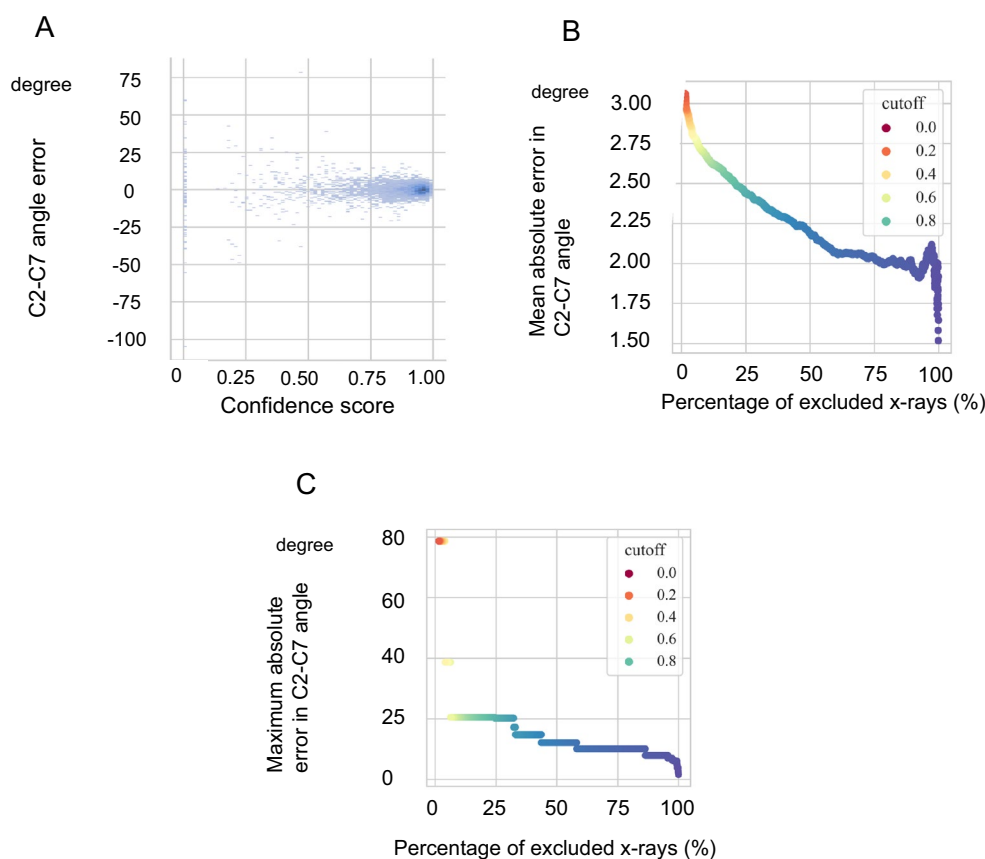 A
degree
C2-C7 angle error
75
50
25
0
-25
-50
-75
-100
0 0.25 0.50 0.75 1.00
Confidence score
B
degree
Mean absolute error in
C2-C7 angle
3.00
2.75
2.50
2.25
2.00
1.75
1.50
cutoff
0.0
0.2
0.4
0.6
0.8
0 25 50 75 100
Percentage of excluded x-rays (%)
C
degree
Maximum absolute
error in C2-C7 angle
80
60
40
25
0
cutoff
0.0
0.2
0.4
0.6
0.8
0 25 50 75 100
Percentage of excluded x-rays (%)